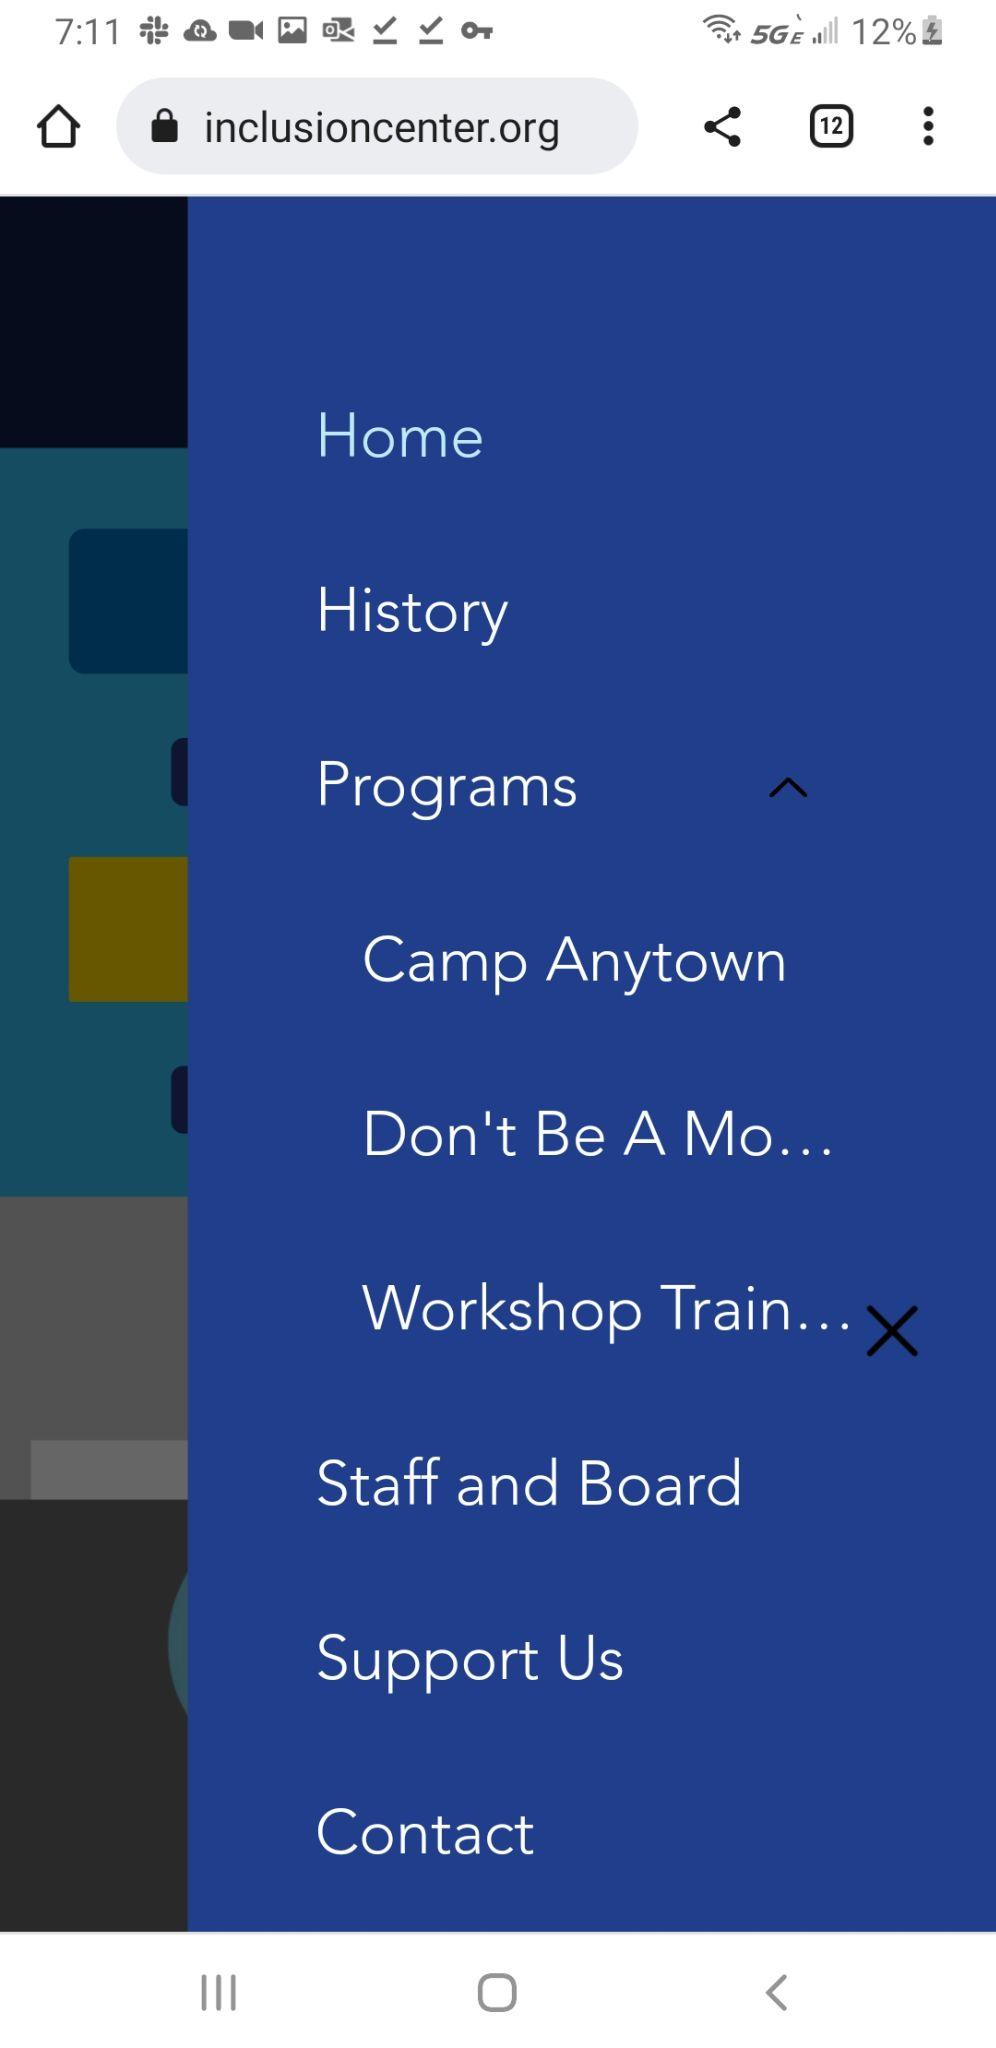 7:11 5GE 12%
inclusioncenter.org 12
Home
History
Programs
Camp Anytown
Don't Be A Mo...
Workshop Train...
Staff and Board
Support Us
Contact